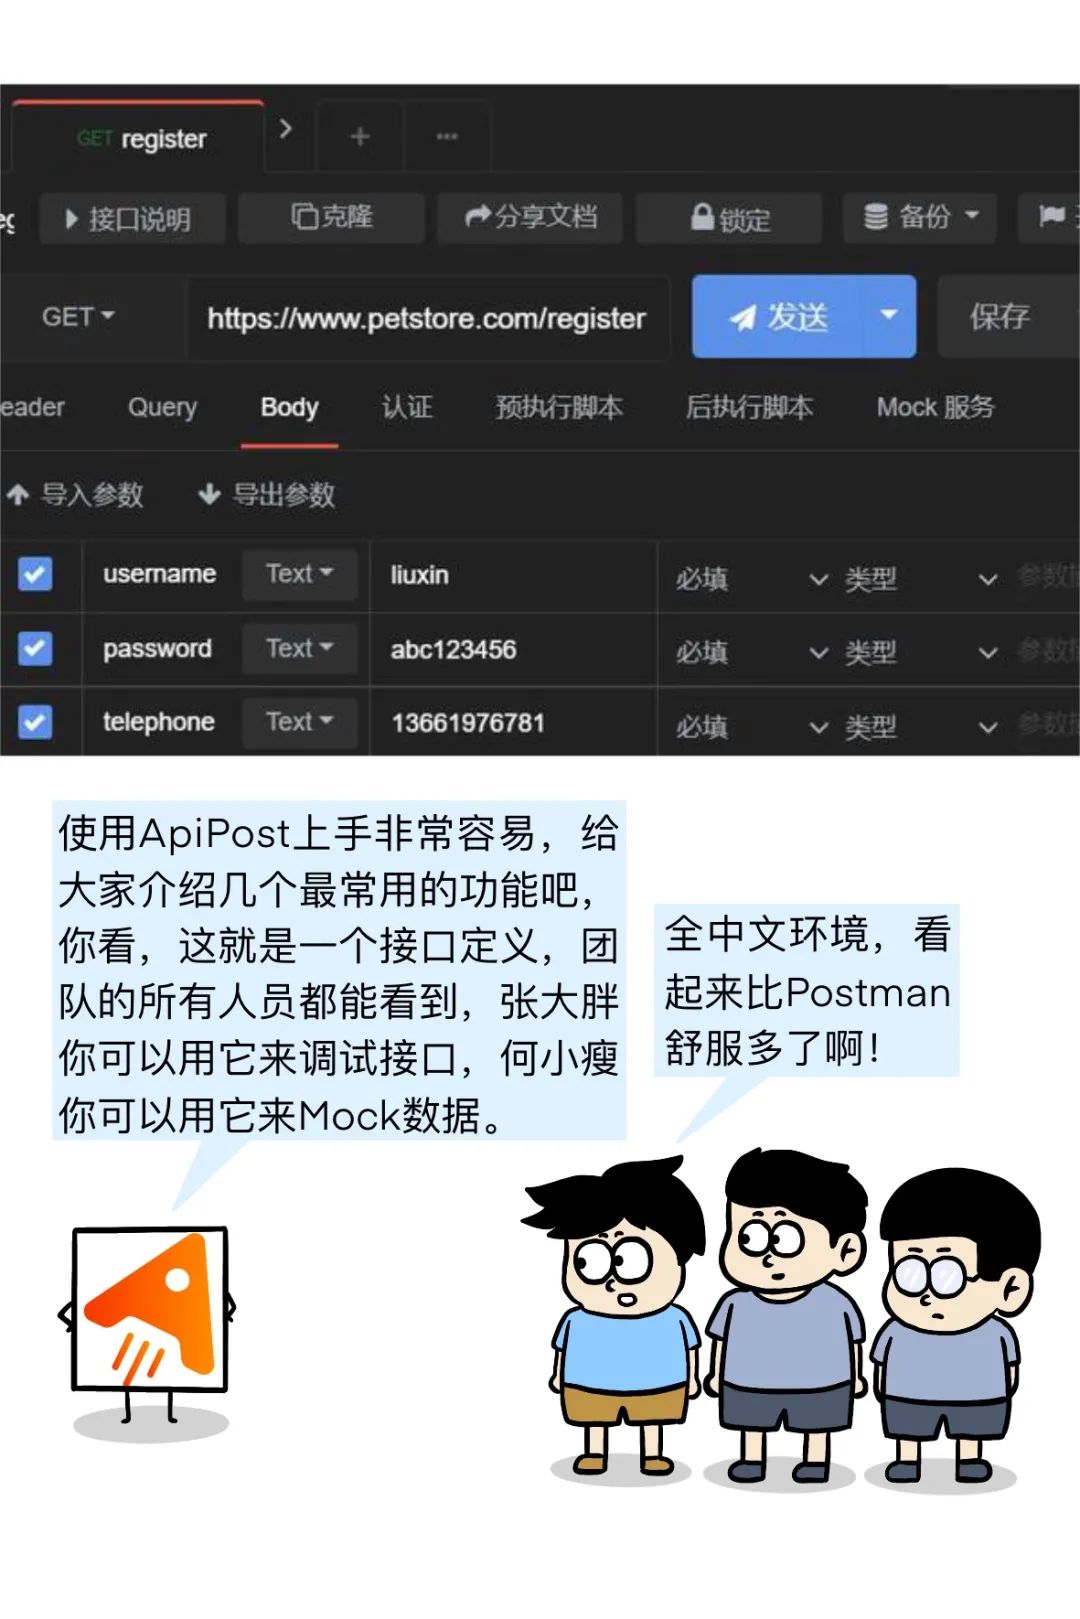 GET register
接口说明 克隆 分享文档 锁定 备份
GET https://www.petstore.com/register 发送 保存
eader Query Body 认证 预执行脚本 后执行脚本 Mock 服务
导入参数 导出参数
username Text liuxin 必填 类型 参数
password Text abc123456 必填 类型 参数
telephone Text 13661976781 必填 类型 参数
使用ApiPost上手非常容易，给
大家介绍几个最常用的功能吧，
你看，这就是一个接口定义，团
队的所有人员都能看到，张大胖
你可以用它来调试接口，何小瘦
你可以用它来Mock数据。
全中文环境，看
起来比Postman
舒服多了啊！